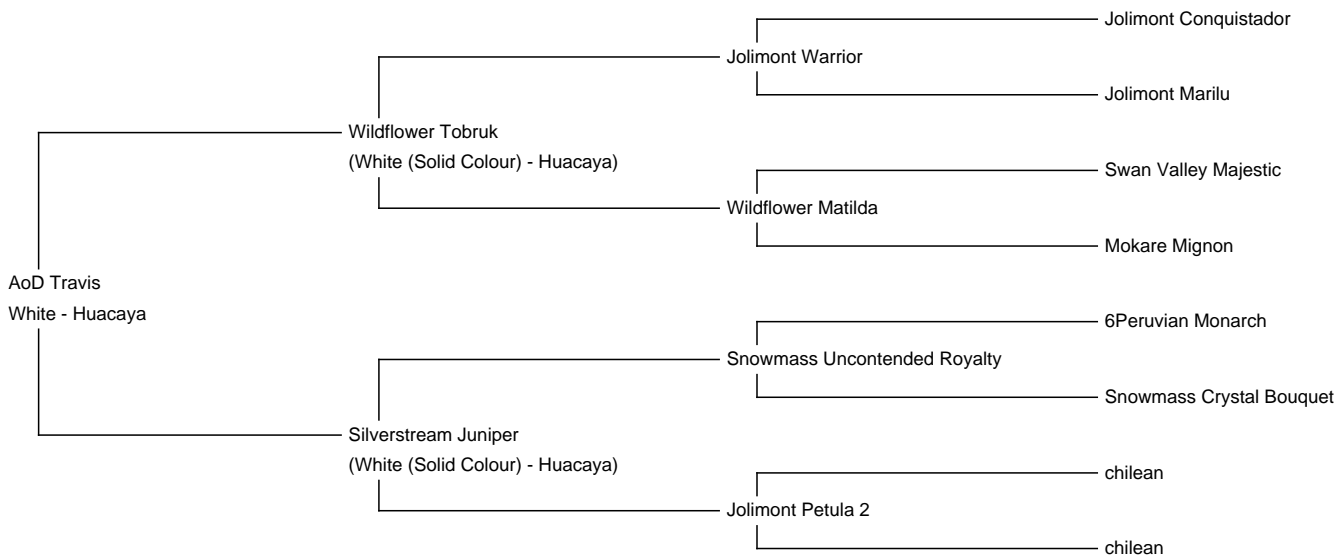 Jolimont Conquistador
Jolimont Warrior
Jolimont Marilu
Wildflower Tobruk
(White (Solid Colour) - Huacaya)
Swan Valley Majestic
Wildflower Matilda
Mokare Mignon
AoD Travis
White - Huacaya
6Peruvian Monarch
Snowmass Uncontended Royalty
Snowmass Crystal Bouquet
Silverstream Juniper
(White (Solid Colour) - Huacaya)
chilean
Jolimont Petula 2
chilean